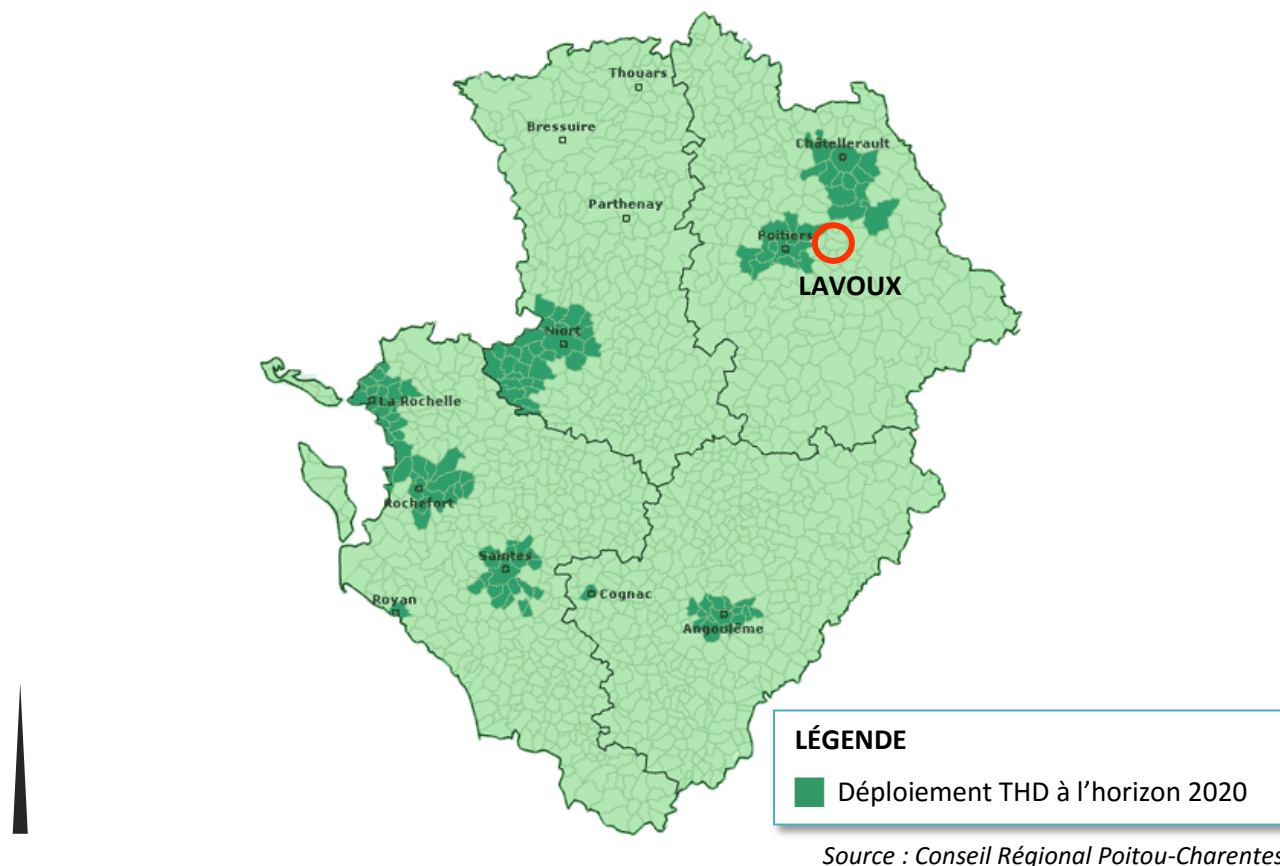 Thouars
Bressuire
Châtellerault
Parthenay
Poitiers
LAVOUX
Niort
La Rochelle
Rochefort
Saintes
Cognac
Royan
Angoulême
LÉGENDE
Déploiement THD à l'horizon 2020
Source : Conseil Régional Poitou-Charentes